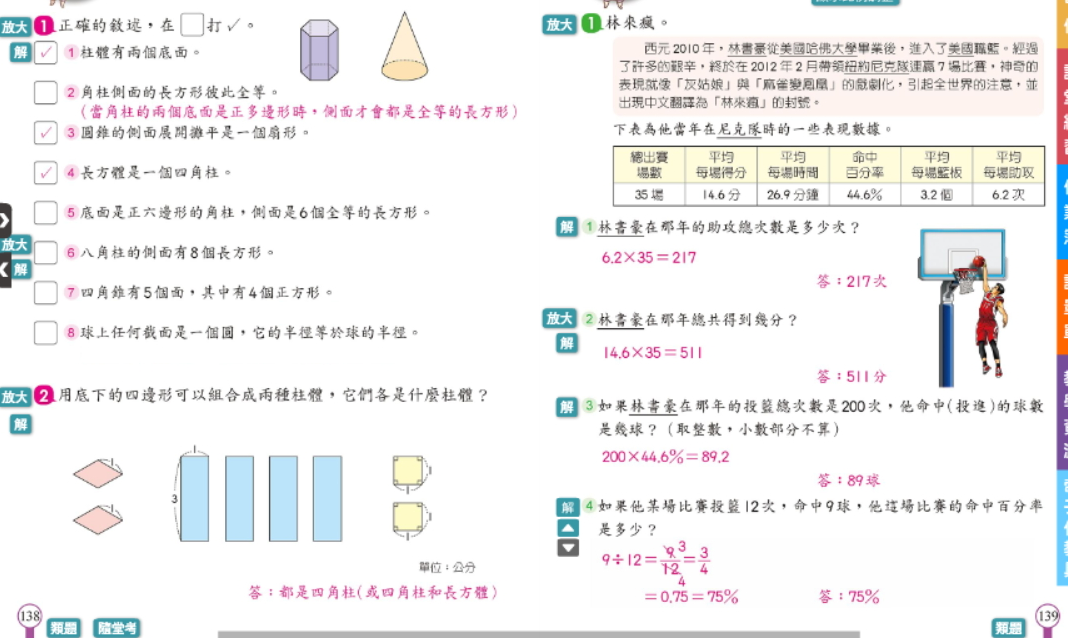 放大 1 正確的敘述，在□打✓。
解 ✓ 1 柱體有兩個底面。
2 角柱側面的長方形彼此全等。
(當角柱的兩個底面是正多邊形時，側面才會都是全等的長方形)
✓ 3 圓錐的側面展開攤平是一個扇形。
✓ 4 長方體是一個四角柱。
5 底面是正六邊形的角柱，側面是6個全等的長方形。
放大
解
6 八角柱的側面有8個長方形。
7 四角錐有5個面，其中有4個正方形。
8 球上任何截面是一個圓，它的半徑等於球的半徑。
放大 2 用底下的四邊形可以組合成兩種柱體，它們各是什麼柱體？
解
1
1
1
3
1
1
1
1
單位：公分
答：都是四角柱(或四角柱和長方體)
138
類題 隨堂考
放大 1 林來瘋。
西元 2010 年，林書豪從美國哈佛大學畢業後，進入了美國職籃。經過
了許多的艱辛，終於在 2012 年 2 月帶領紐約尼克隊連贏 7 場比賽，神奇的
表現就像「灰姑娘」與「麻雀變鳳凰」的戲劇化，引起全世界的注意，並
出現中文翻譯為「林來瘋」的封號。
下表為他當年在尼克隊時的一些表現數據。
總出賽場數 平均每場得分 平均每場時間 命中百分率 平均每場籃板 平均每場助攻
35 場 14.6 分 26.9 分鐘 44.6% 3.2 個 6.2 次
解 1 林書豪在那年的助攻總次數是多少次？
6.2×35＝217
答：217次
放大 2 林書豪在那年總共得到幾分？
解
14.6×35＝511
答：511分
解 3 如果林書豪在那年的投籃總次數是200次，他命中(投進)的球數
是幾球？(取整數，小數部分不算)
200×44.6%＝89.2
答：89球
解 4 如果他某場比賽投籃12次，命中9球，他這場比賽的命中百分率
是多少？
9÷12＝9/12 3/4＝3/4
＝0.75＝75%
答：75%
類題 139